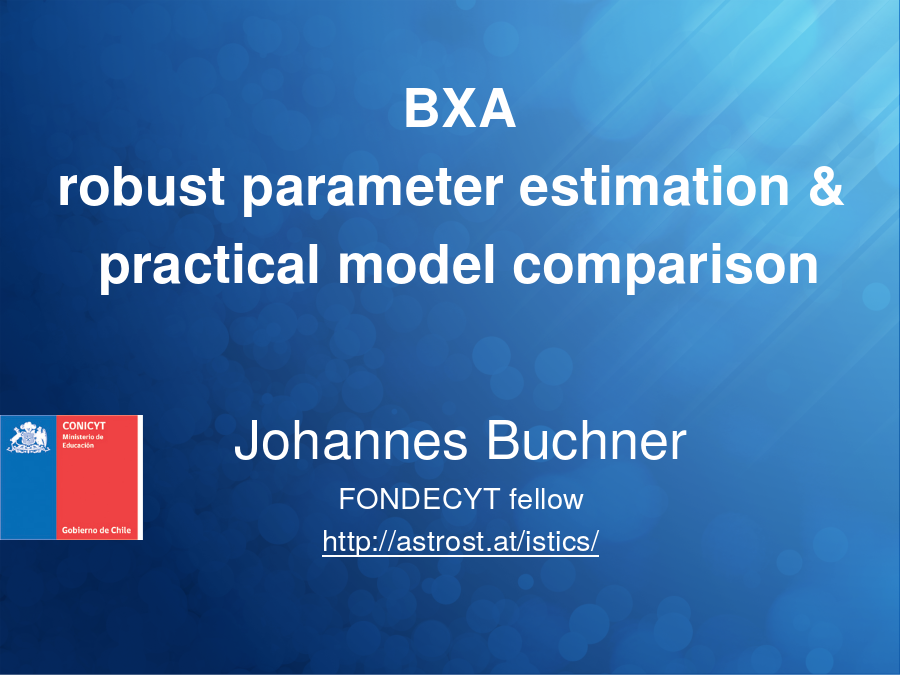 BXA
robust parameter estimation &
practical model comparison
Johannes Buchner
FONDECYT fellow
http://astrost.at/istics/
CONICYT
Ministerio de
Educación
Gobierno de Chile